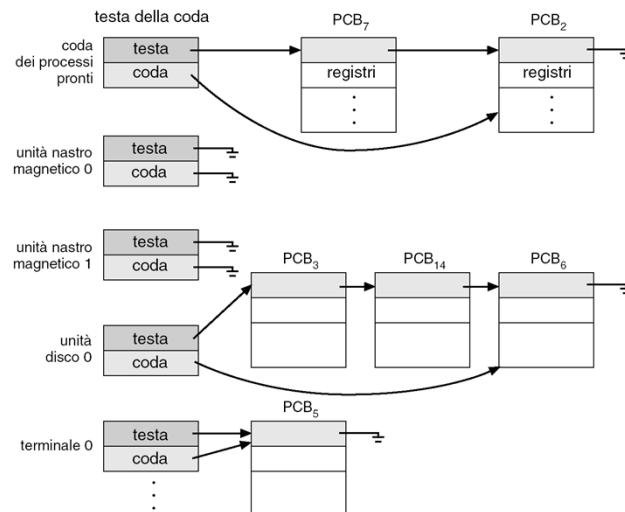 testa della coda
coda
dei processi
pronti
testa
coda
PCB7
registri
PCB2
registri
unità nastro
magnetico 0
testa
coda
unità nastro
magnetico 1
testa
coda
PCB3
PCB14
PCB6
unità
disco 0
testa
coda
PCB5
terminale 0
testa
coda